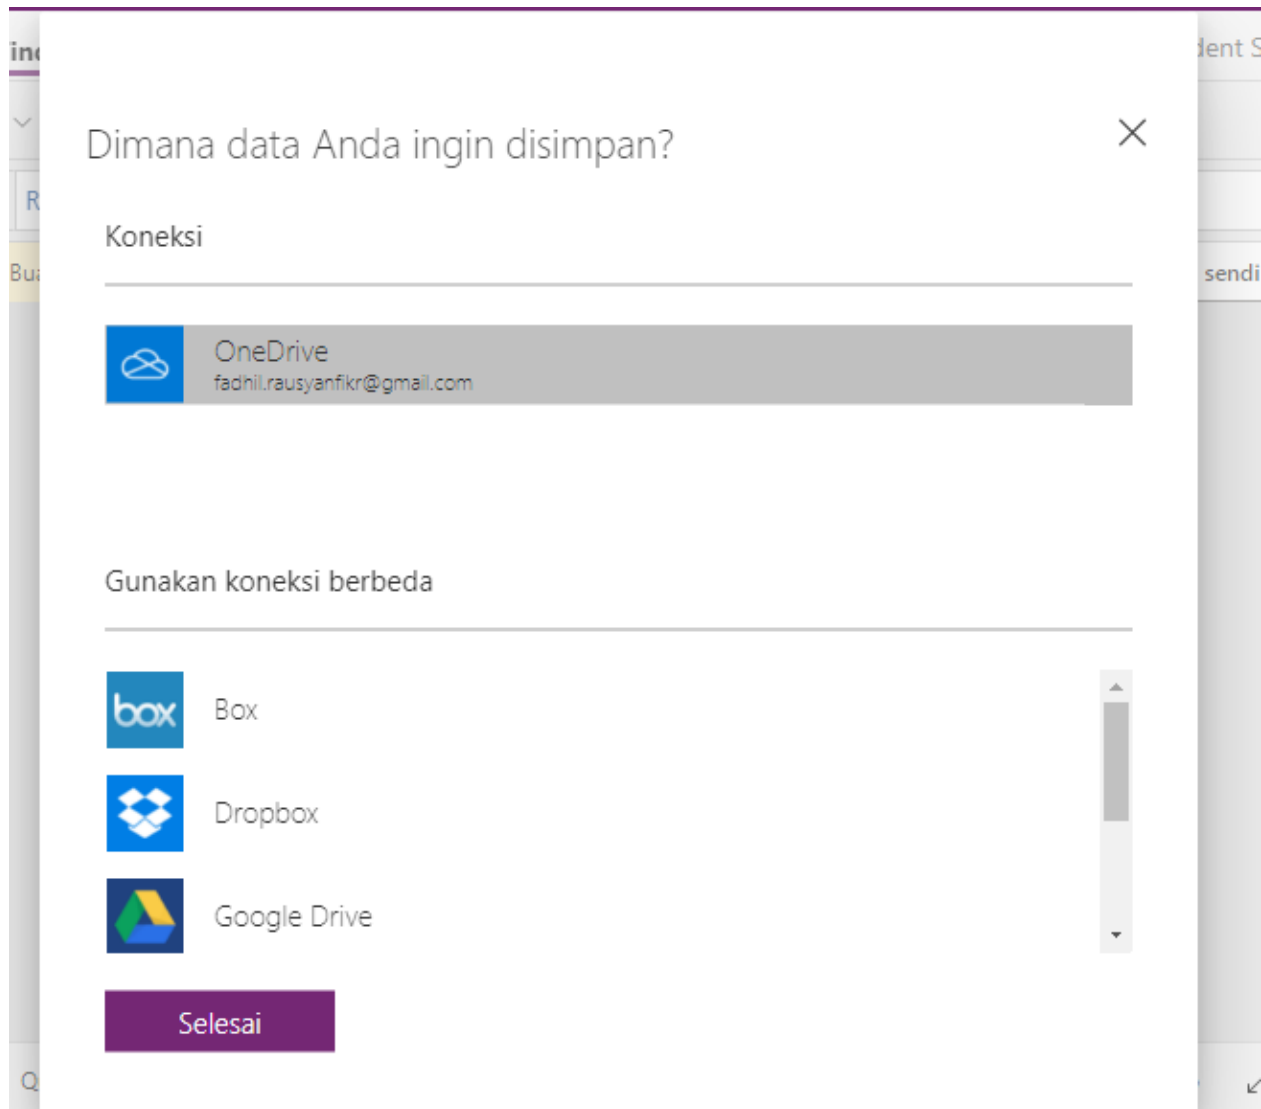 Dimana data Anda ingin disimpan?
Koneksi
OneDrive
fadhil.rausyanfikr@gmail.com
Gunakan koneksi berbeda
box Box
Dropbox
Google Drive
Selesai